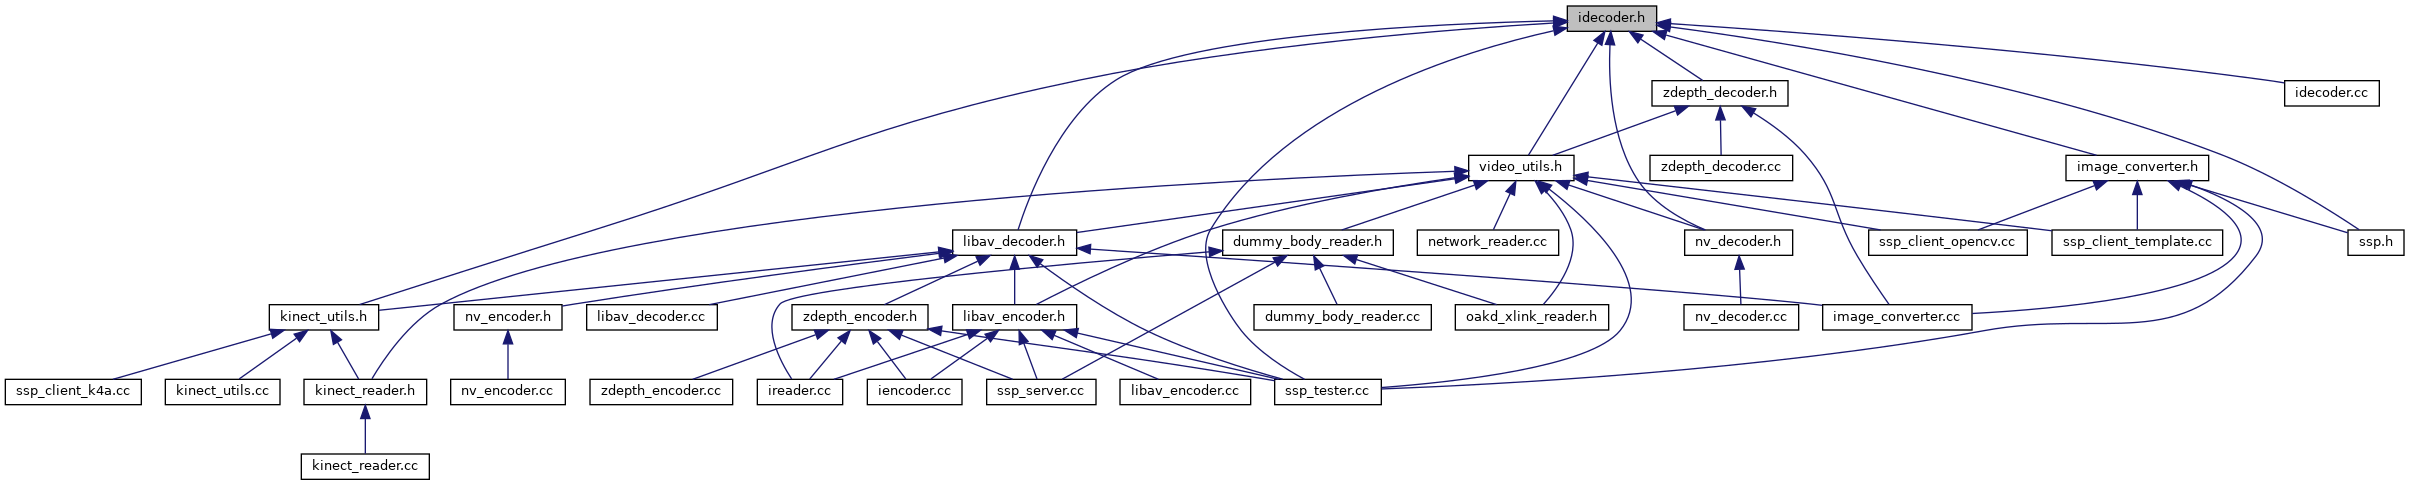 idecoder.h
zdepth_decoder.h
idecoder.cc
video_utils.h
zdepth_decoder.cc
image_converter.h
libav_decoder.h
dummy_body_reader.h
network_reader.cc
nv_decoder.h
ssp_client_opencv.cc
ssp_client_template.cc
ssp.h
kinect_utils.h
nv_encoder.h
libav_decoder.cc
zdepth_encoder.h
libav_encoder.h
dummy_body_reader.cc
oakd_xlink_reader.h
nv_decoder.cc
image_converter.cc
ssp_client_k4a.cc
kinect_utils.cc
kinect_reader.h
nv_encoder.cc
zdepth_encoder.cc
ireader.cc
iencoder.cc
ssp_server.cc
libav_encoder.cc
ssp_tester.cc
kinect_reader.cc